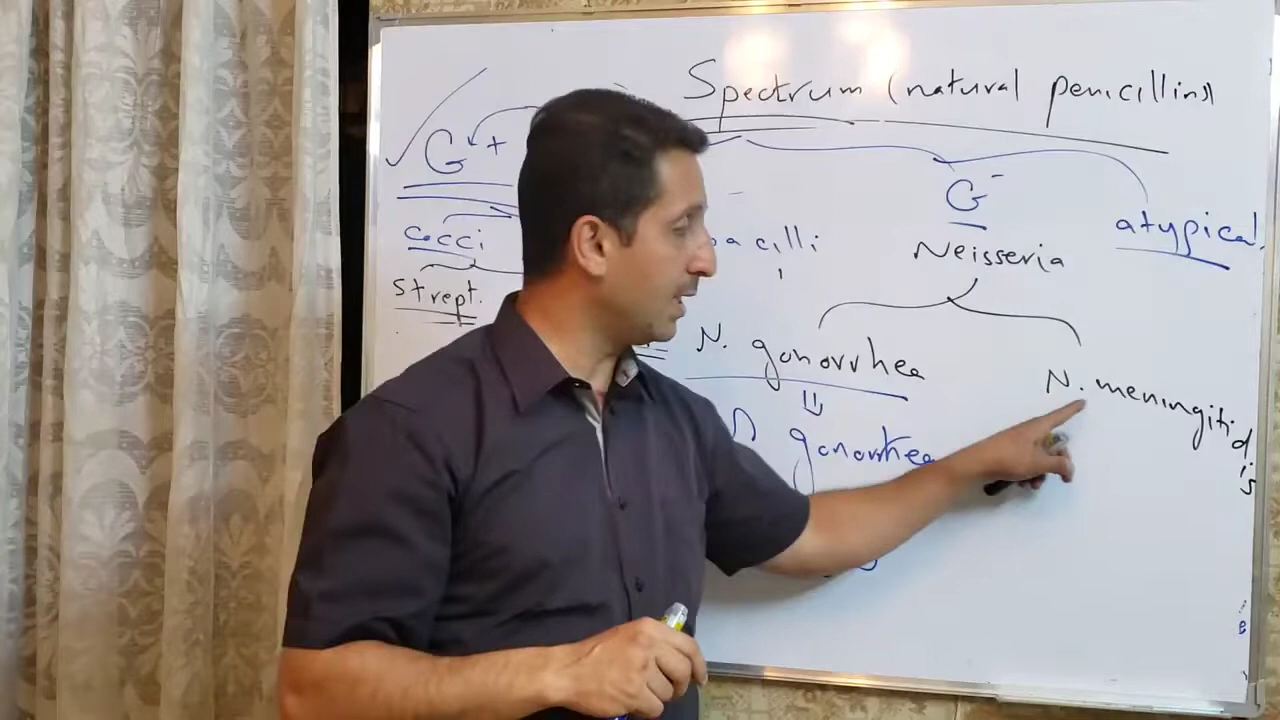 Spectrum (natural penicillins)
G+
G-
atypical
cocci
bacilli
Neisseria
Strept.
N. gonorrhea
N. meningitidis
gonorrhea